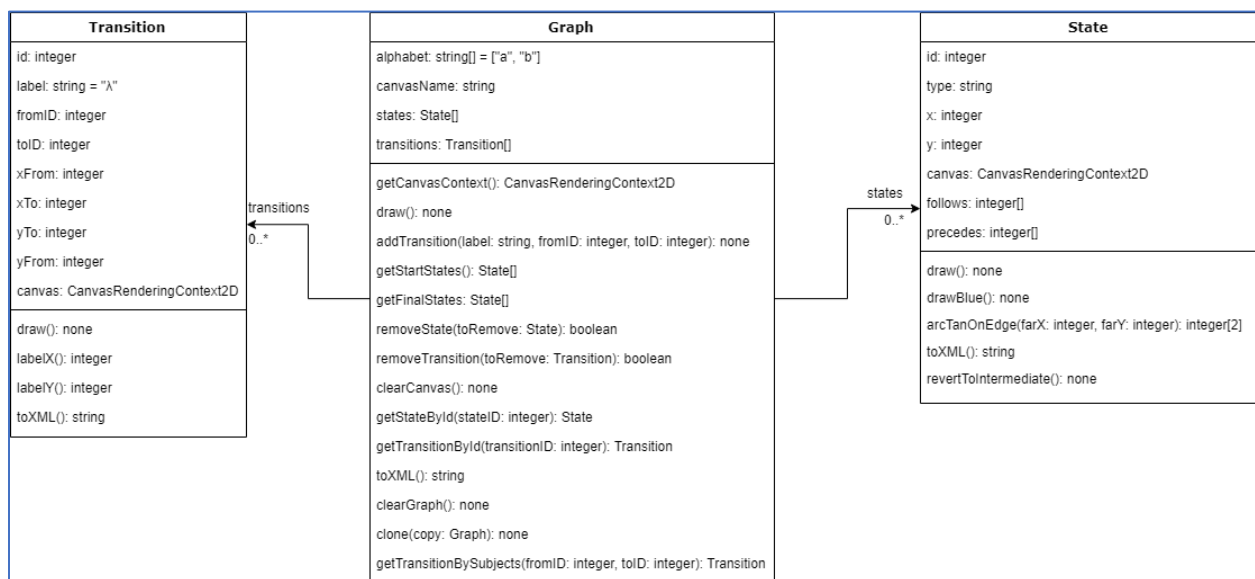 Transition
id: integer
label: string = "λ"
fromID: integer
toID: integer
xFrom: integer
xTo: integer
yTo: integer
yFrom: integer
canvas: CanvasRenderingContext2D
draw(): none
labelX(): integer
labelY(): integer
toXML(): string
transitions
0..*
Graph
alphabet: string[] = ["a", "b"]
canvasName: string
states: State[]
transitions: Transition[]
getCanvasContext(): CanvasRenderingContext2D
draw(): none
addTransition(label: string, fromID: integer, toID: integer): none
getStartStates(): State[]
getFinalStates: State[]
removeState(toRemove: State): boolean
removeTransition(toRemove: Transition): boolean
clearCanvas(): none
getStateById(stateID: integer): State
getTransitionById(transitionID: integer): Transition
toXML(): string
clearGraph(): none
clone(copy: Graph): none
getTransitionBySubjects(fromID: integer, toID: integer): Transition
states
0..*
State
id: integer
type: string
x: integer
y: integer
canvas: CanvasRenderingContext2D
follows: integer[]
precedes: integer[]
draw(): none
drawBlue(): none
arcTanOnEdge(farX: integer, farY: integer): integer[2]
toXML(): string
revertToIntermediate(): none